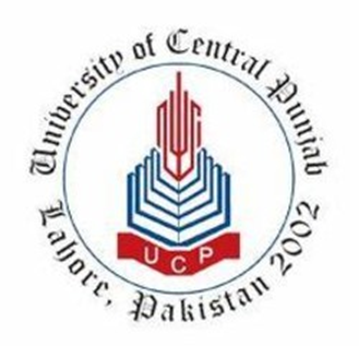 University of Central Punjab
UCP
Lahore, Pakistan 2002